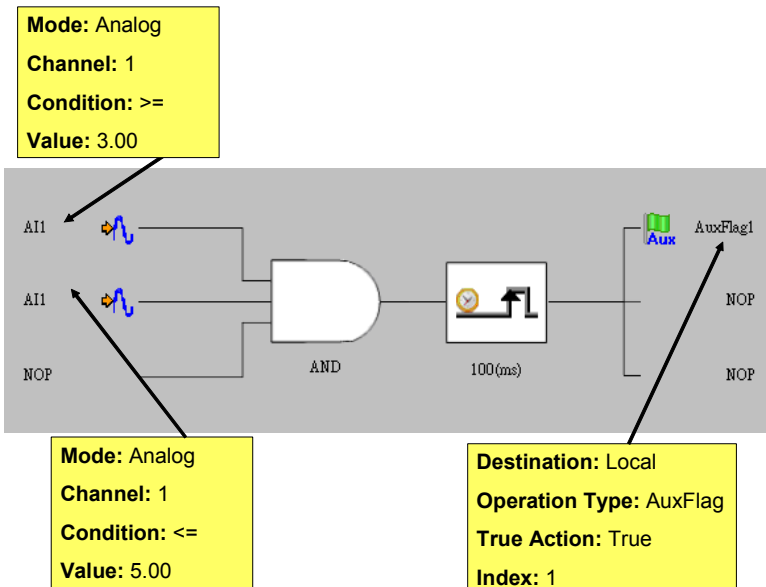 Mode: Analog
Channel: 1
Condition: >=
Value: 3.00
AI1
Aux
AuxFlag1
AI1
NOP
NOP
AND
100(ms)
NOP
Mode: Analog
Channel: 1
Condition: <=
Value: 5.00
Destination: Local
Operation Type: AuxFlag
True Action: True
Index: 1